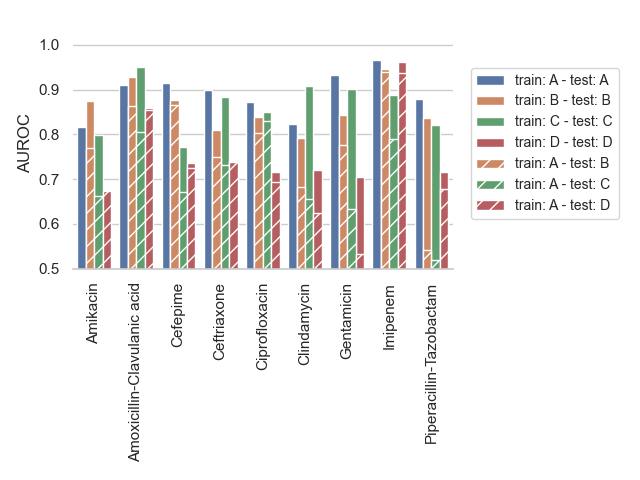 1.0
0.9
0.8
0.7
0.6
0.5
AUROC
Amikacin
Amoxicillin-Clavulanic acid
Cefepime
Ceftriaxone
Ciprofloxacin
Clindamycin
Gentamicin
Imipenem
Piperacillin-Tazobactam
train: A - test: A
train: B - test: B
train: C - test: C
train: D - test: D
train: A - test: B
train: A - test: C
train: A - test: D